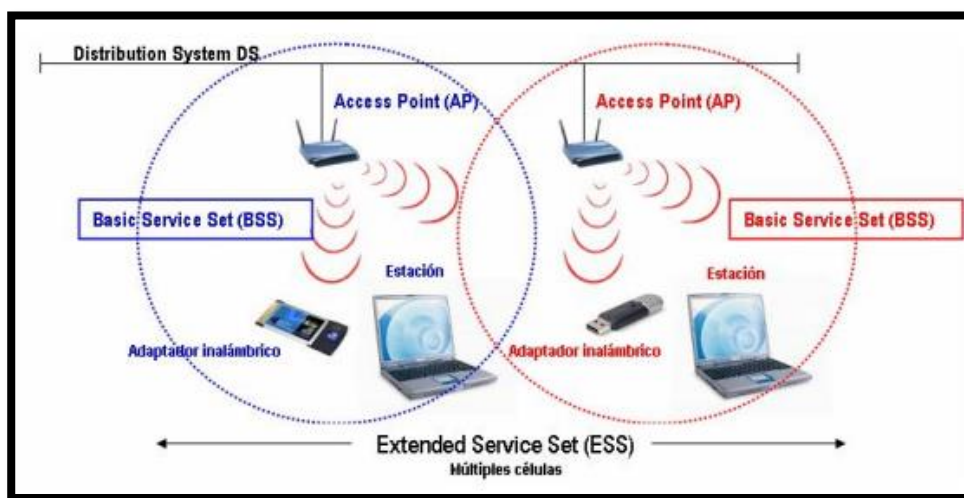 Distribution System DS
Access Point (AP)
Access Point (AP)
Basic Service Set (BSS)
Basic Service Set (BSS)
Estación
Estación
Adaptador inalámbrico
Adaptador inalámbrico
Extended Service Set (ESS)
Múltiples células